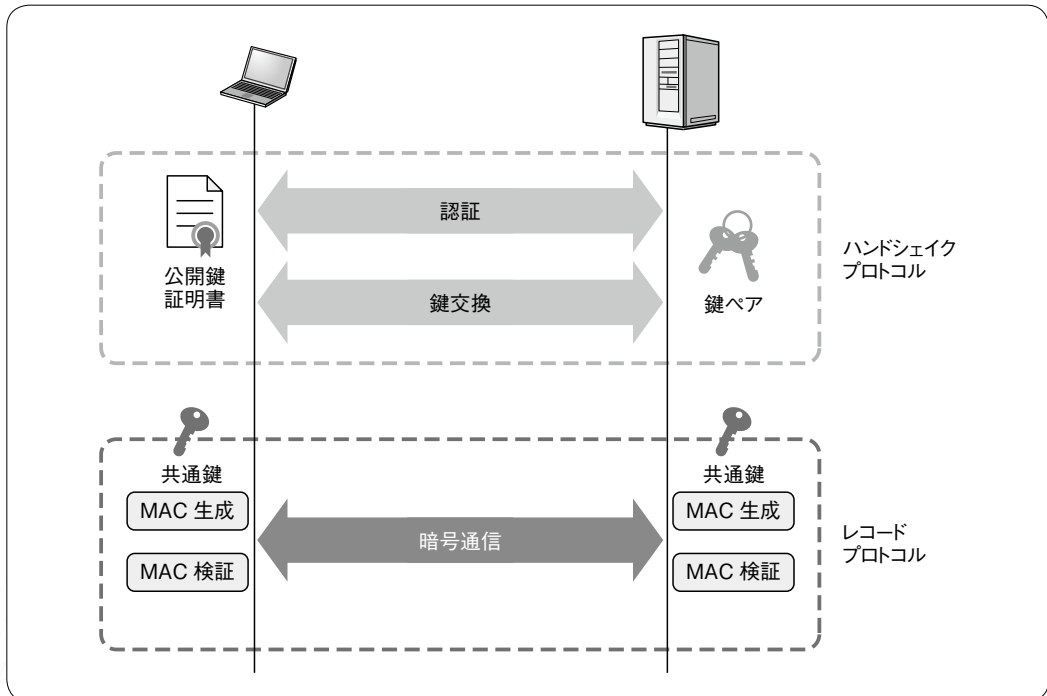 認証
公開鍵
証明書
鍵交換
鍵ペア
ハンドシェイク
プロトコル
共通鍵
MAC 生成
MAC 検証
暗号通信
共通鍵
MAC 生成
MAC 検証
レコード
プロトコル